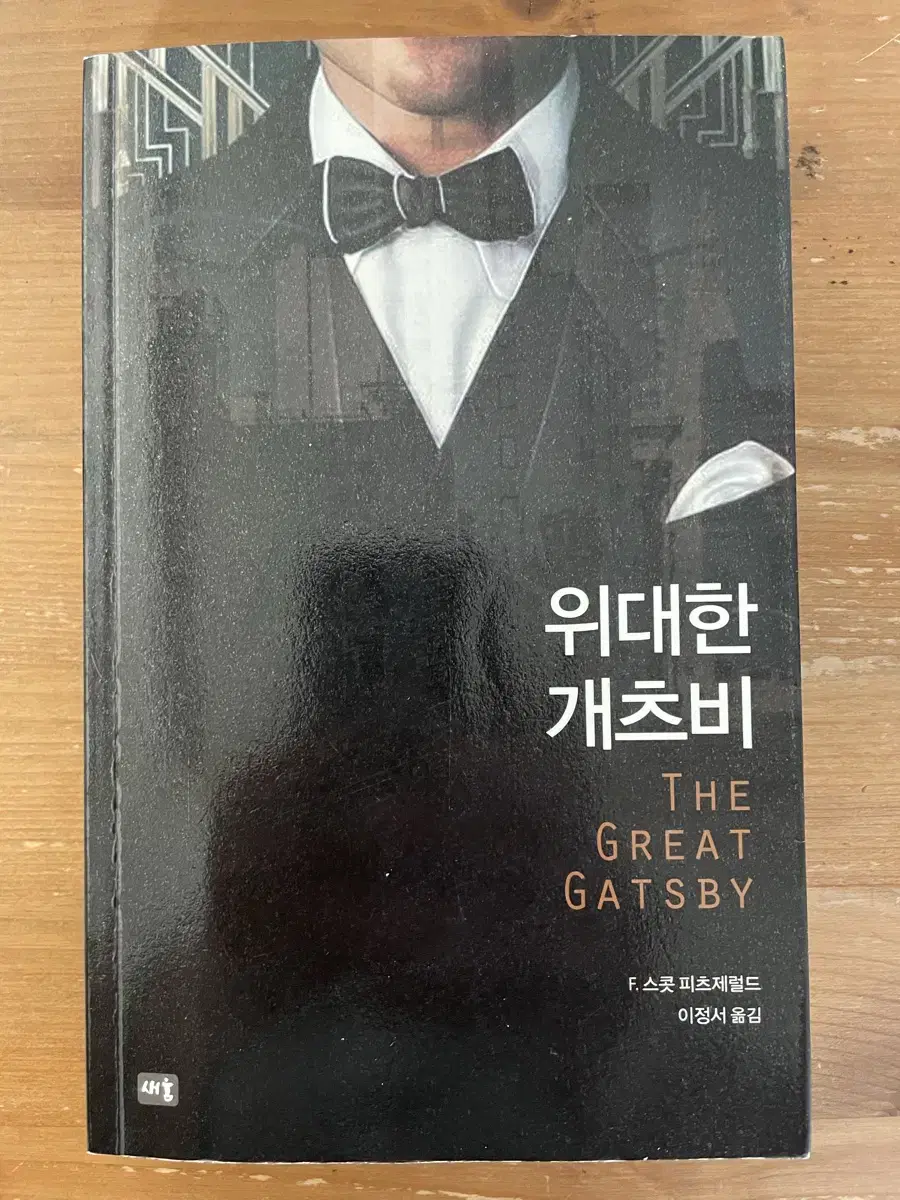 위대한
개츠비
THE
GREAT
GATSBY
F. 스콧 피츠제럴드
이정서 옮김
새움